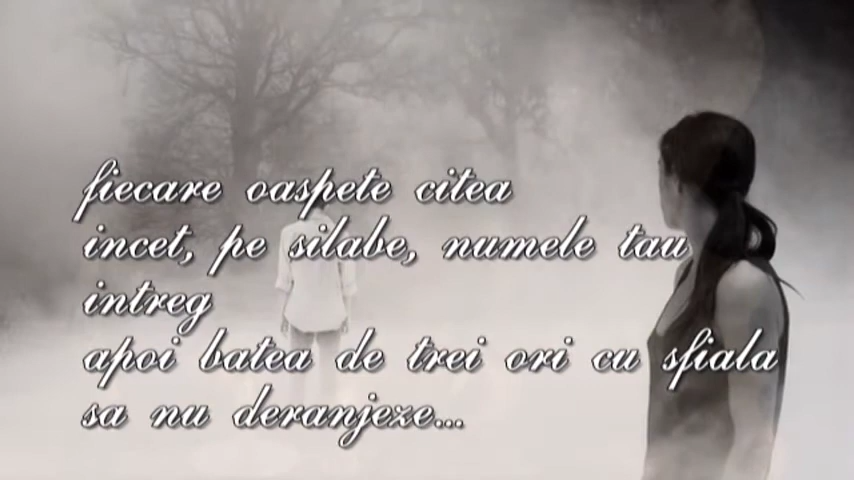 fiecare oaspete citea
incet, pe silabe, numele tau
intreg
apoi batea de trei ori cu sfiala
sa nu deranjeze...